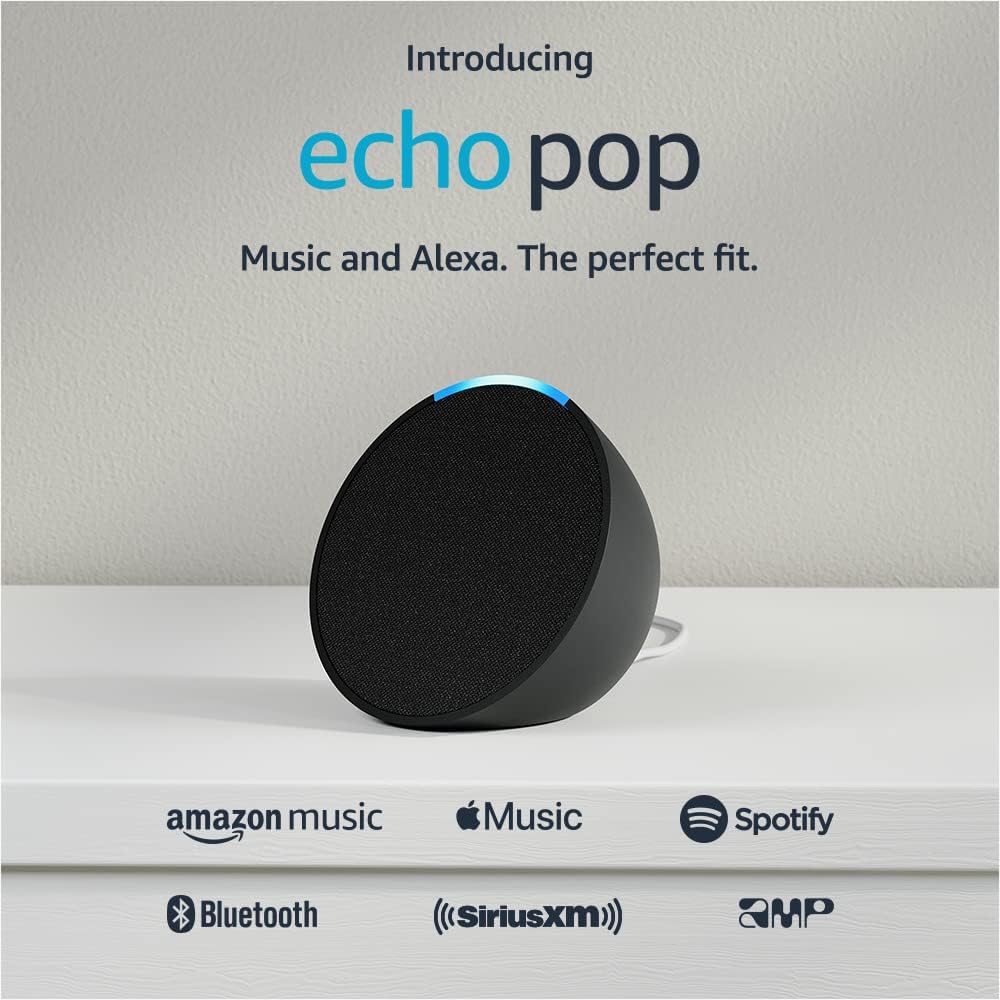 Introducing
echo pop
Music and Alexa. The perfect fit.
amazon music
Music
Spotify
Bluetooth
SiriusXM
AMP